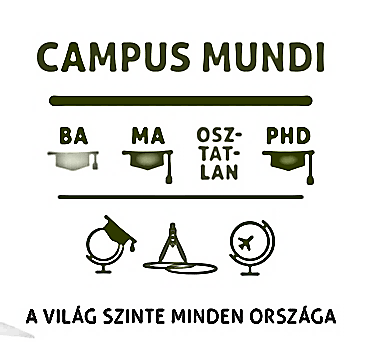 CAMPUS MUNDI
BA MA OSZ-
TAT-
LAN PHD
A VILÁG SZINTE MINDEN ORSZÁGA